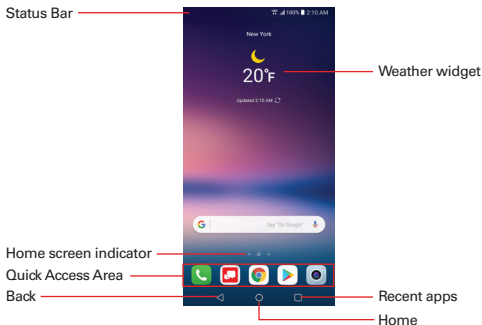 Status Bar
100% 2:10 AM
New York
20°F
Weather widget
Updated 2:10 AM
G Say "Ok Google"
Home screen indicator
Quick Access Area
Back
Recent apps
Home